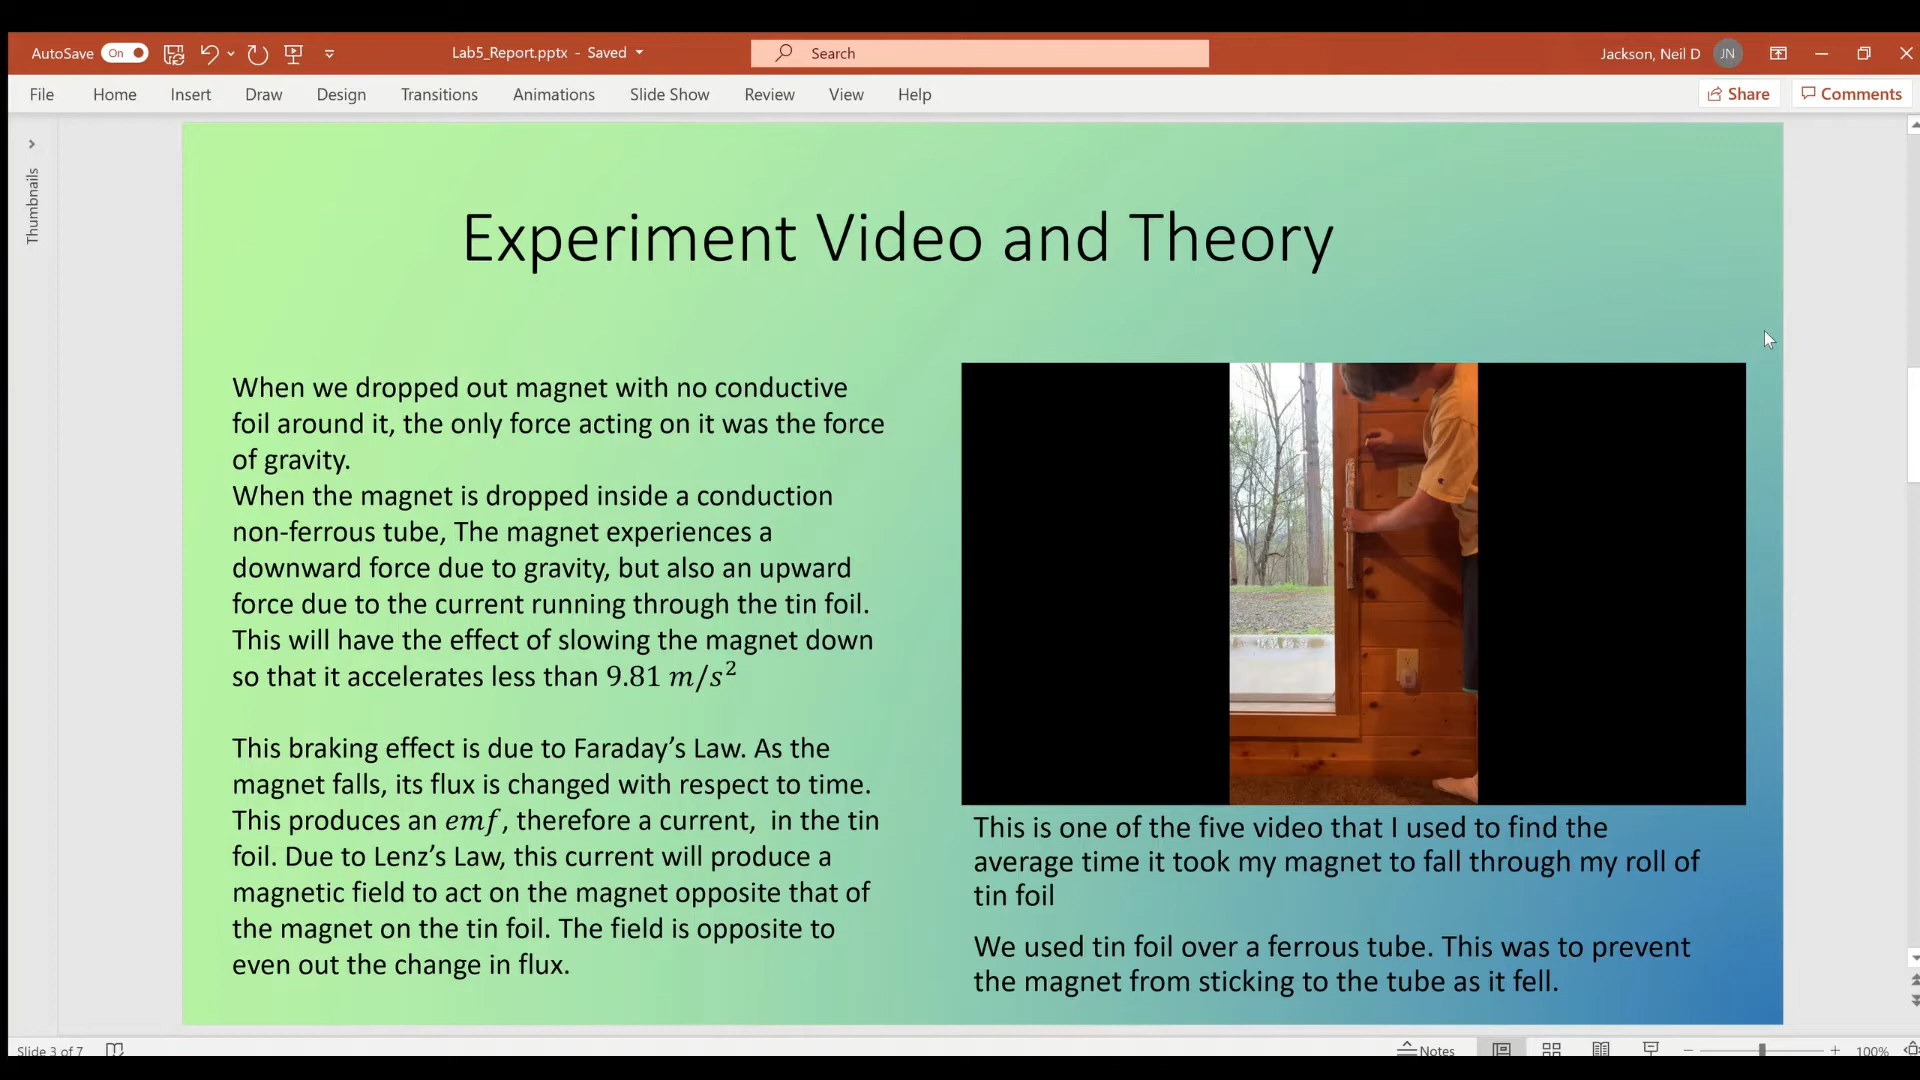 AutoSave On Lab5_Report.pptx - Saved Search Jackson, Neil D JN
File Home Insert Draw Design Transitions Animations Slide Show Review View Help Share Comments
Thumbnails
Experiment Video and Theory
When we dropped out magnet with no conductive
foil around it, the only force acting on it was the force
of gravity.
When the magnet is dropped inside a conduction
non-ferrous tube, The magnet experiences a
downward force due to gravity, but also an upward
force due to the current running through the tin foil.
This will have the effect of slowing the magnet down
so that it accelerates less than 9.81 m/s²
This braking effect is due to Faraday’s Law. As the
magnet falls, its flux is changed with respect to time.
This produces an emf, therefore a current,  in the tin
foil. Due to Lenz’s Law, this current will produce a
magnetic field to act on the magnet opposite that of
the magnet on the tin foil. The field is opposite to
even out the change in flux.
This is one of the five video that I used to find the
average time it took my magnet to fall through my roll of
tin foil
We used tin foil over a ferrous tube. This was to prevent
the magnet from sticking to the tube as it fell.
Slide 3 of 7 Notes 100%